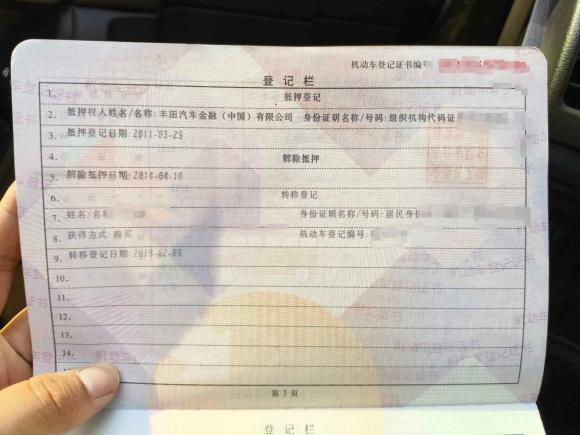 机动车登记证书编号
登记栏
1. 抵押登记
2. 抵押权人姓名/名称:丰田汽车金融(中国)有限公司 身份证明名称/号码:组织机构代码证
3. 抵押登记日期:2011-03-29
4. 解除抵押
5. 解除抵押日期:2014-04-16
6. 转移登记
7. 姓名/名称 身份证明名称/号码:居民身份
8. 获得方式:购买 机动车登记编号:
9. 转移登记日期:2018-02-09
10.
11.
12.
13.
14.
第3页
登记栏